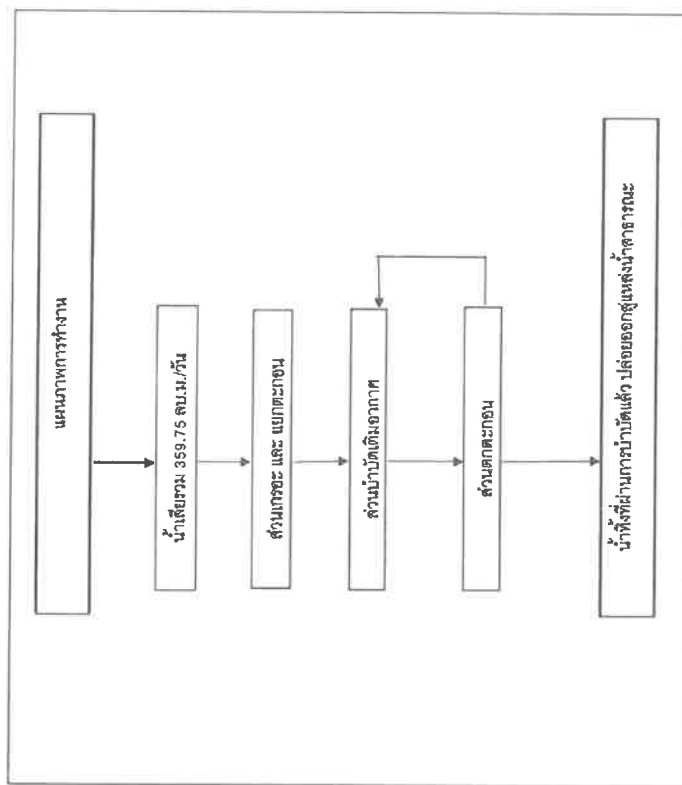 แผนภาพการทำงาน
น้ำเสียรวม 359.75 ลบ.ม./วัน
ส่วนเกรอะ และ แยกตะกอน
ส่วนบำบัดเติมอากาศ
ส่วนตกตะกอน
น้ำทิ้งที่ผ่านการบำบัดแล้ว ปล่อยออกสู่แหล่งน้ำสาธารณะ